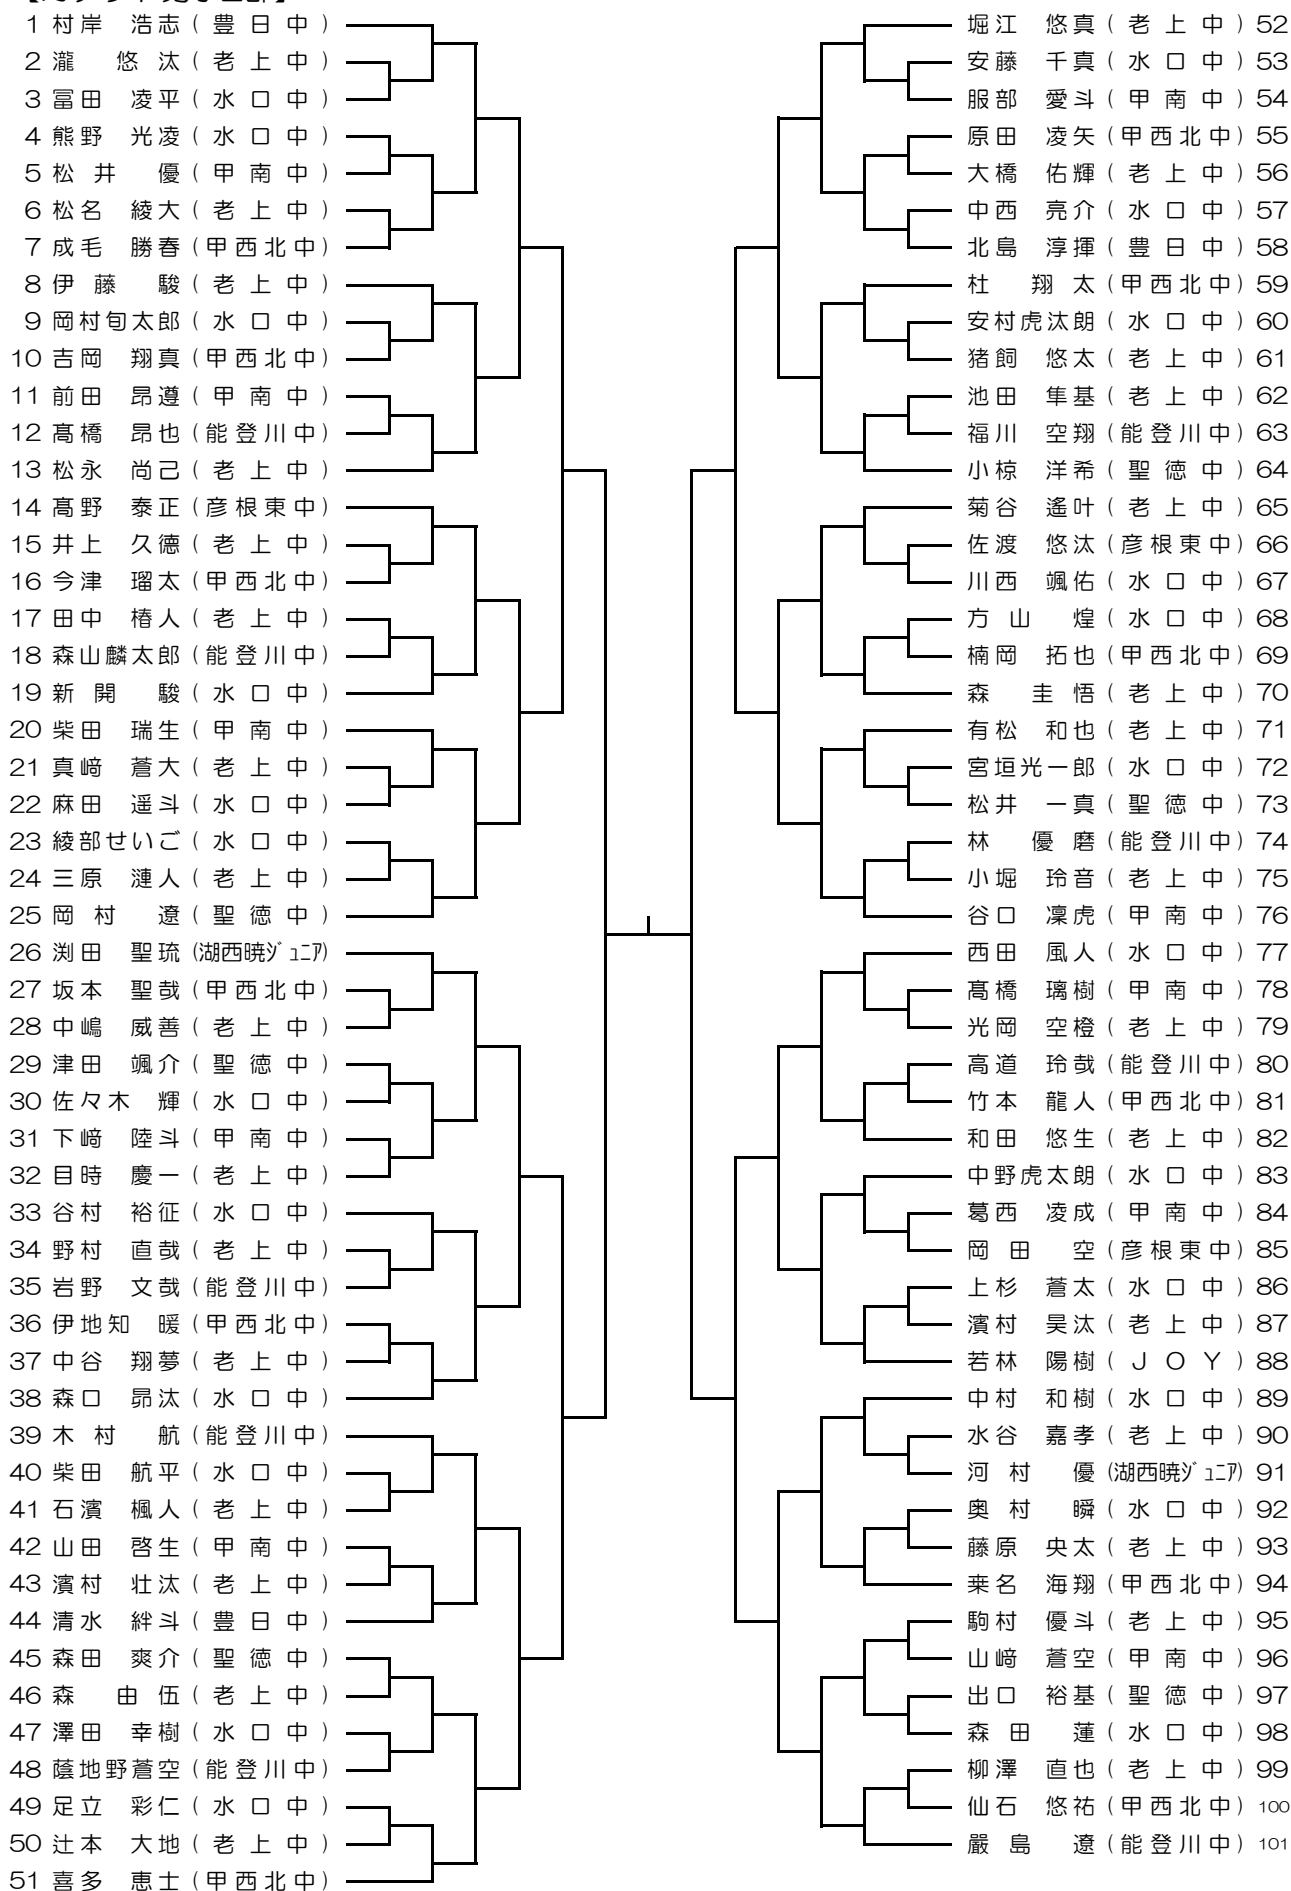 1 村岸 浩志 (豊日中)
2 瀧 悠汰 (老上中)
3 冨田 凌平 (水口中)
4 熊野 光凌 (水口中)
5 松井 優 (甲南中)
6 松名 綾大 (老上中)
7 成毛 勝春 (甲西北中)
8 伊藤 駿 (老上中)
9 岡村旬太郎 (水口中)
10 吉岡 翔真 (甲西北中)
11 前田 昂遵 (甲南中)
12 髙橋 昂也 (能登川中)
13 松永 尚己 (老上中)
14 髙野 泰正 (彦根東中)
15 井上 久德 (老上中)
16 今津 瑠太 (甲西北中)
17 田中 椿人 (老上中)
18 森山麟太郎 (能登川中)
19 新開 駿 (水口中)
20 柴田 瑞生 (甲南中)
21 真﨑 蒼大 (老上中)
22 麻田 遥斗 (水口中)
23 綾部せいご (水口中)
24 三原 漣人 (老上中)
25 岡村 遼 (聖徳中)
26 渕田 聖琉 (湖西暁ジュニア)
27 坂本 聖哉 (甲西北中)
28 中嶋 威善 (老上中)
29 津田 颯介 (聖徳中)
30 佐々木 輝 (水口中)
31 下﨑 陸斗 (甲南中)
32 目時 慶一 (老上中)
33 谷村 裕征 (水口中)
34 野村 直哉 (老上中)
35 岩野 文哉 (能登川中)
36 伊地知 暖 (甲西北中)
37 中谷 翔夢 (老上中)
38 森口 昴汰 (水口中)
39 木村 航 (能登川中)
40 柴田 航平 (水口中)
41 石濱 楓人 (老上中)
42 山田 啓生 (甲南中)
43 濱村 壮汰 (老上中)
44 清水 絆斗 (豊日中)
45 森田 爽介 (聖徳中)
46 森 由伍 (老上中)
47 澤田 幸樹 (水口中)
48 蔭地野蒼空 (能登川中)
49 足立 彩仁 (水口中)
50 辻本 大地 (老上中)
51 喜多 恵士 (甲西北中)
堀江 悠真 (老上中) 52
安藤 千真 (水口中) 53
服部 愛斗 (甲南中) 54
原田 凌矢 (甲西北中) 55
大橋 佑輝 (老上中) 56
中西 亮介 (水口中) 57
北島 淳揮 (豊日中) 58
杜 翔太 (甲西北中) 59
安村虎汰朗 (水口中) 60
猪飼 悠太 (老上中) 61
池田 隼基 (老上中) 62
福川 空翔 (能登川中) 63
小椋 洋希 (聖徳中) 64
菊谷 遙叶 (老上中) 65
佐渡 悠汰 (彦根東中) 66
川西 颯佑 (水口中) 67
方山 煌 (水口中) 68
楠岡 拓也 (甲西北中) 69
森 圭悟 (老上中) 70
有松 和也 (老上中) 71
宮垣光一郎 (水口中) 72
松井 一真 (聖徳中) 73
林 優磨 (能登川中) 74
小堀 玲音 (老上中) 75
谷口 凜虎 (甲南中) 76
西田 風人 (水口中) 77
髙橋 璃樹 (甲南中) 78
光岡 空橙 (老上中) 79
高道 玲哉 (能登川中) 80
竹本 龍人 (甲西北中) 81
和田 悠生 (老上中) 82
中野虎太朗 (水口中) 83
葛西 凌成 (甲南中) 84
岡田 空 (彦根東中) 85
上杉 蒼太 (水口中) 86
濱村 昊汰 (老上中) 87
若林 陽樹 (JOY) 88
中村 和樹 (水口中) 89
水谷 嘉孝 (老上中) 90
河村 優 (湖西暁ジュニア) 91
奥村 瞬 (水口中) 92
藤原 央太 (老上中) 93
来名 海翔 (甲西北中) 94
駒村 優斗 (老上中) 95
山﨑 蒼空 (甲南中) 96
出口 裕基 (聖徳中) 97
森田 蓮 (水口中) 98
柳澤 直也 (老上中) 99
仙石 悠祐 (甲西北中) 100
嚴島 遼 (能登川中) 101